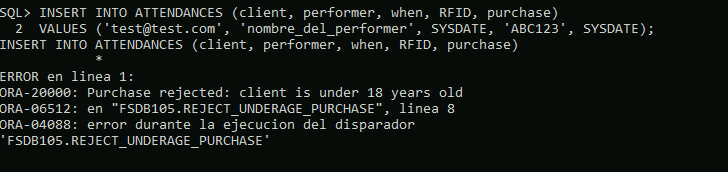 SQL> INSERT INTO ATTENDANCES (client, performer, when, RFID, purchase)
2 VALUES ('test@test.com', 'nombre_del_performer', SYSDATE, 'ABC123', SYSDATE);
INSERT INTO ATTENDANCES (client, performer, when, RFID, purchase)
*
ERROR en linea 1:
ORA-20000: Purchase rejected: client is under 18 years old
ORA-06512: en "FSDB105.REJECT_UNDERAGE_PURCHASE", linea 8
ORA-04088: error durante la ejecucion del disparador
'FSDB105.REJECT_UNDERAGE_PURCHASE'